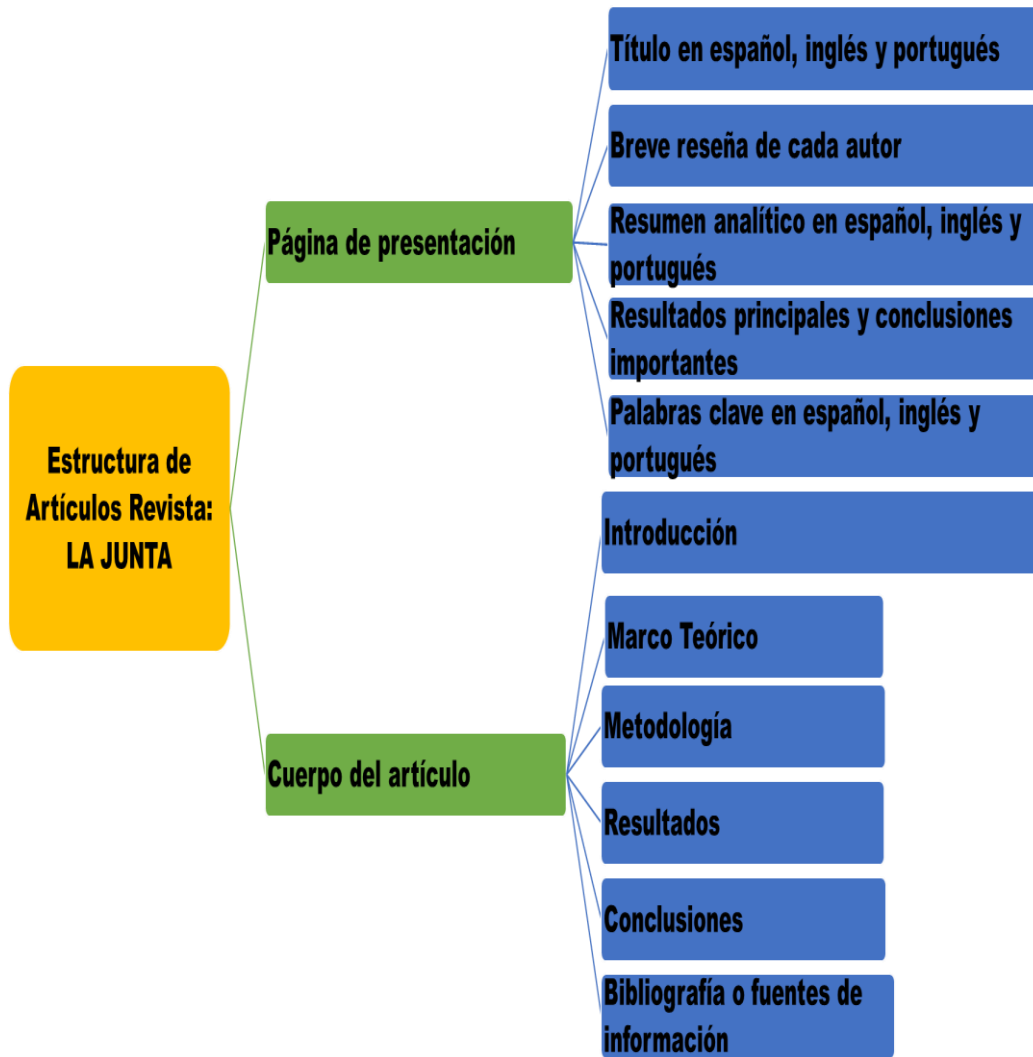 Estructura de
Artículos Revista:
LA JUNTA
Página de presentación
Título en español, inglés y portugués
Breve reseña de cada autor
Resumen analítico en español, inglés y
portugués
Resultados principales y conclusiones
importantes
Palabras clave en español, inglés y
portugués
Cuerpo del artículo
Introducción
Marco Teórico
Metodología
Resultados
Conclusiones
Bibliografía o fuentes de
información